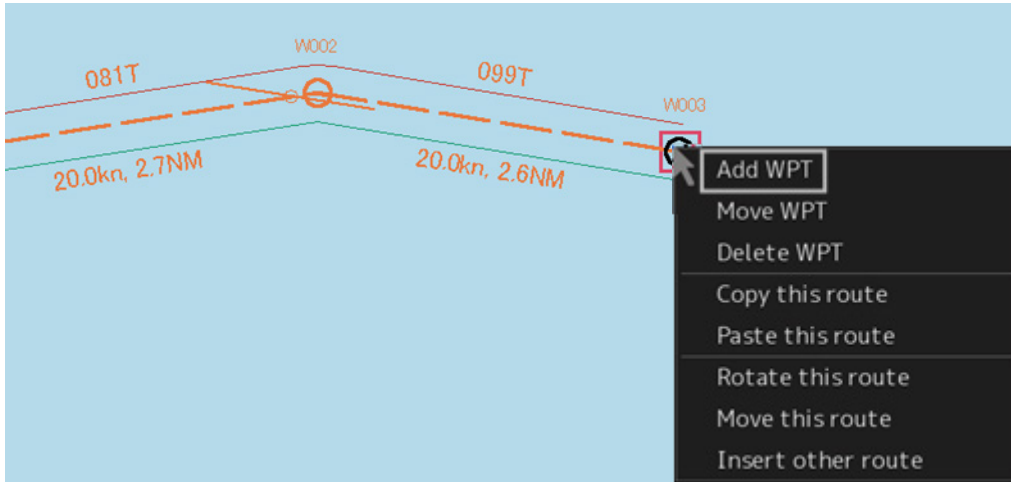 W002
081T
099T
W003
20.0kn, 2.7NM
20.0kn, 2.6NM
Add WPT
Move WPT
Delete WPT
Copy this route
Paste this route
Rotate this route
Move this route
Insert other route